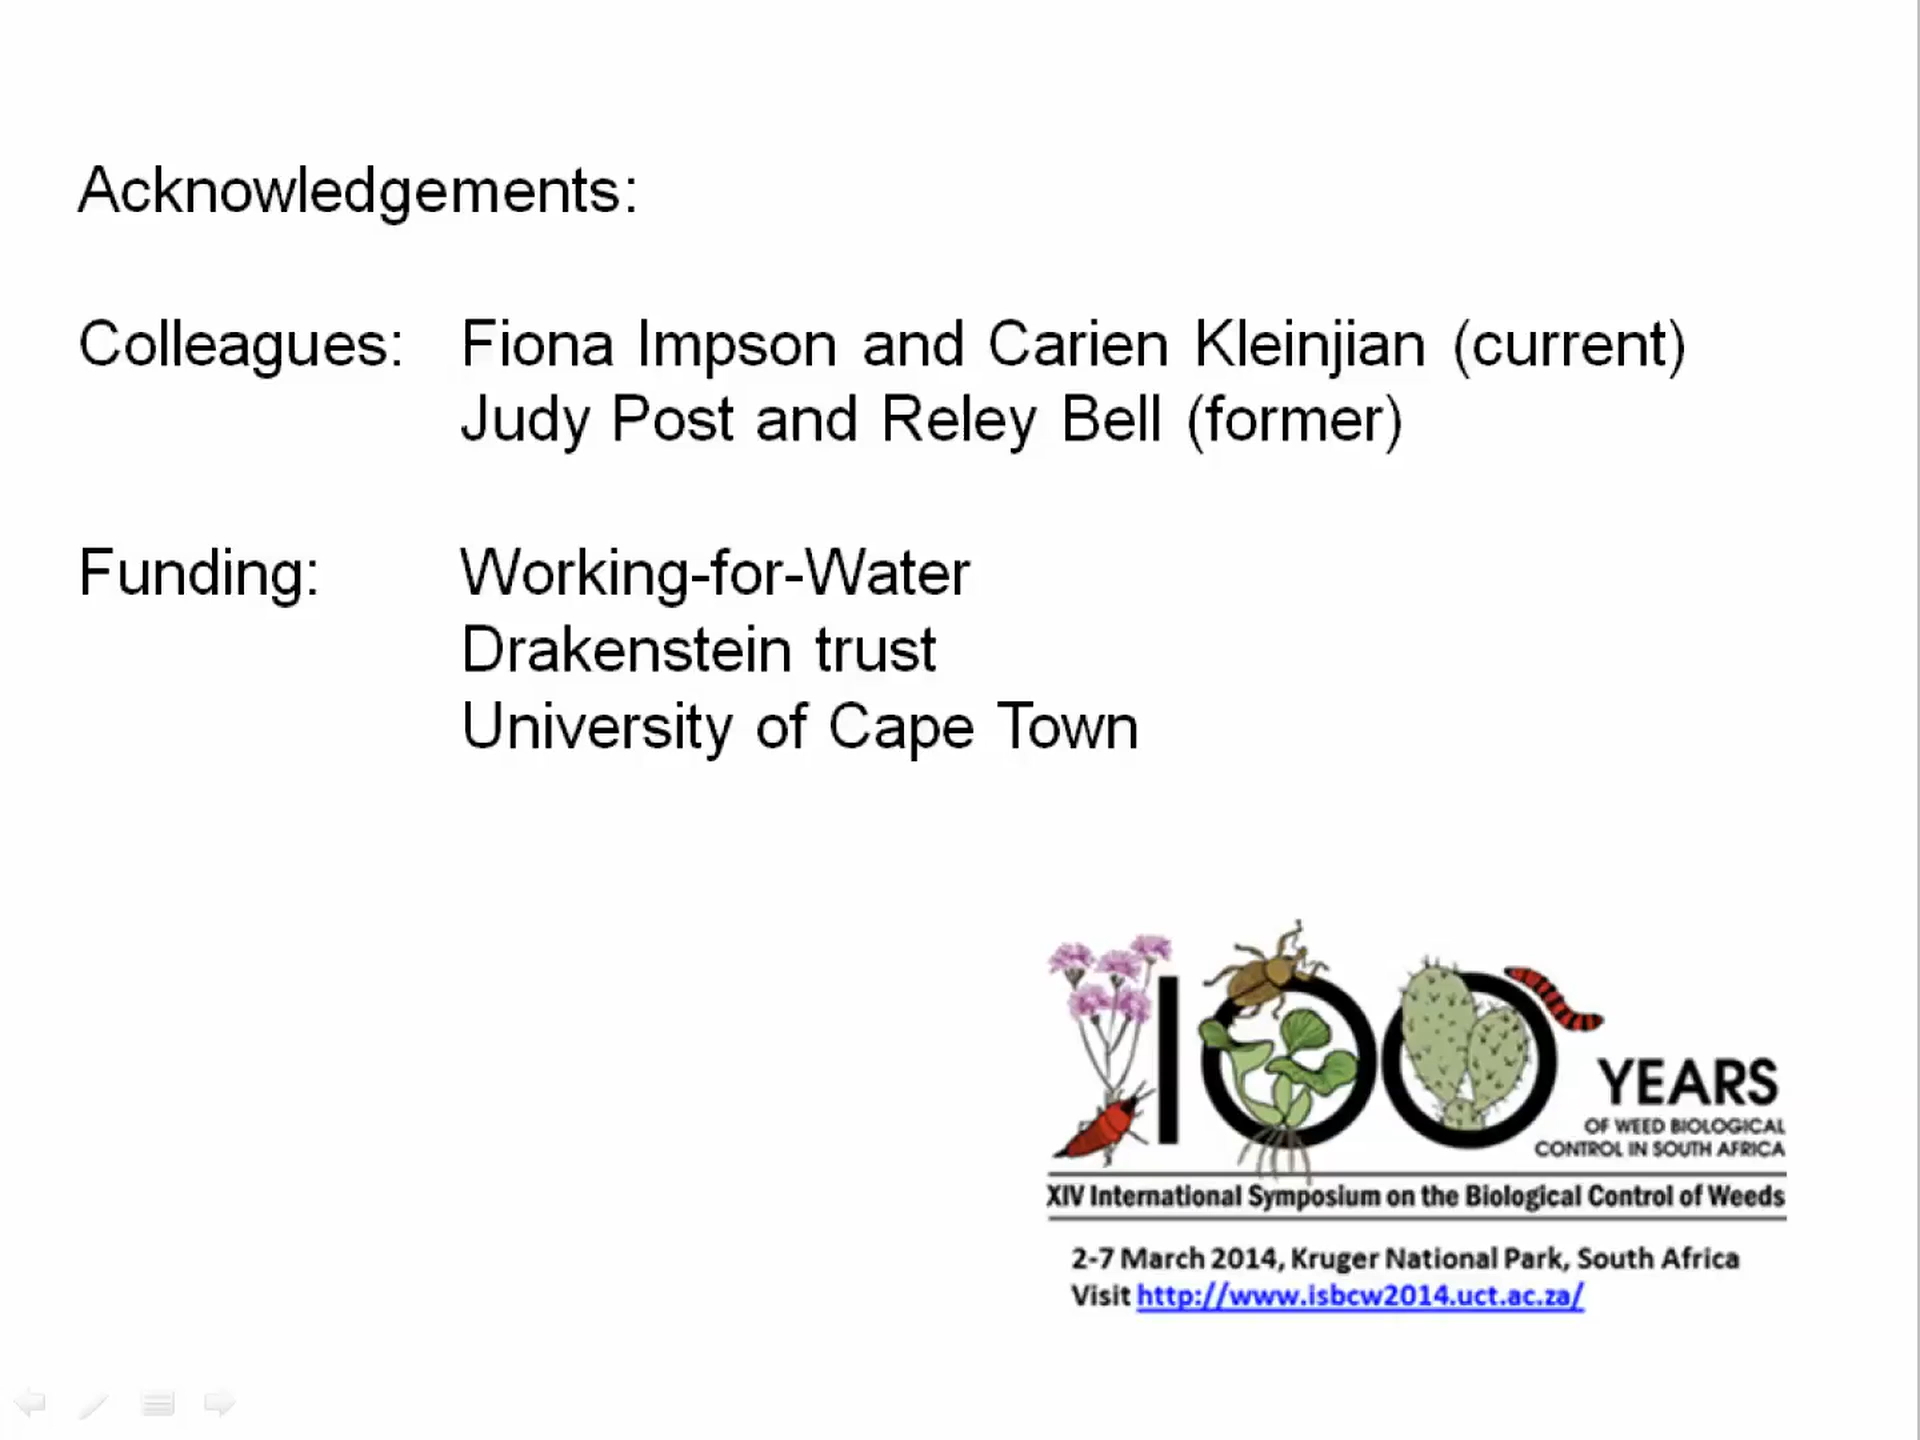 Acknowledgements:
Colleagues: Fiona Impson and Carien Kleinjian (current)
Judy Post and Reley Bell (former)
Funding: Working-for-Water
Drakenstein trust
University of Cape Town
100 YEARS
OF WEED BIOLOGICAL
CONTROL IN SOUTH AFRICA
XIV International Symposium on the Biological Control of Weeds
2-7 March 2014, Kruger National Park, South Africa
Visit http://www.isbcw2014.uct.ac.za/